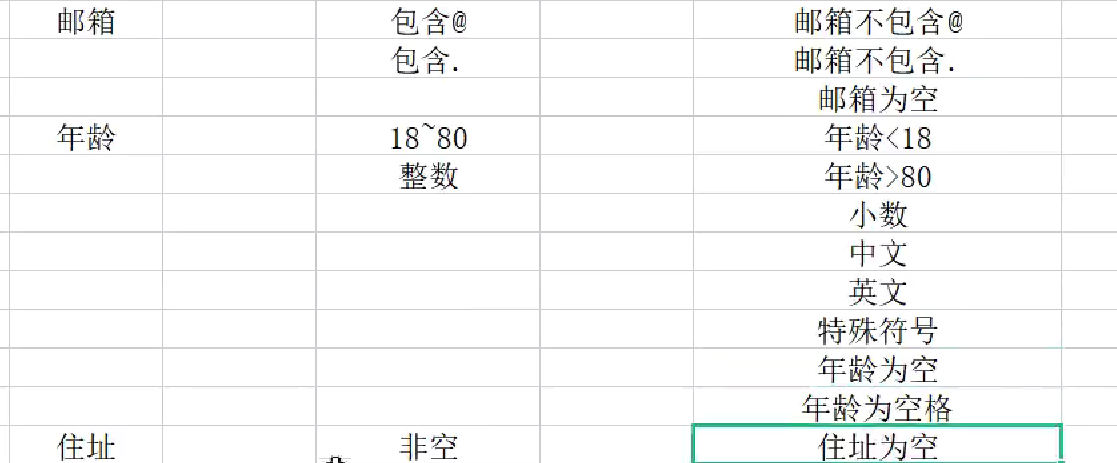 邮箱 包含@ 邮箱不包含@
包含. 邮箱不包含.
邮箱为空
年龄 18~80 年龄<18
整数 年龄>80
小数
中文
英文
特殊符号
年龄为空
年龄为空格
住址 非空 住址为空